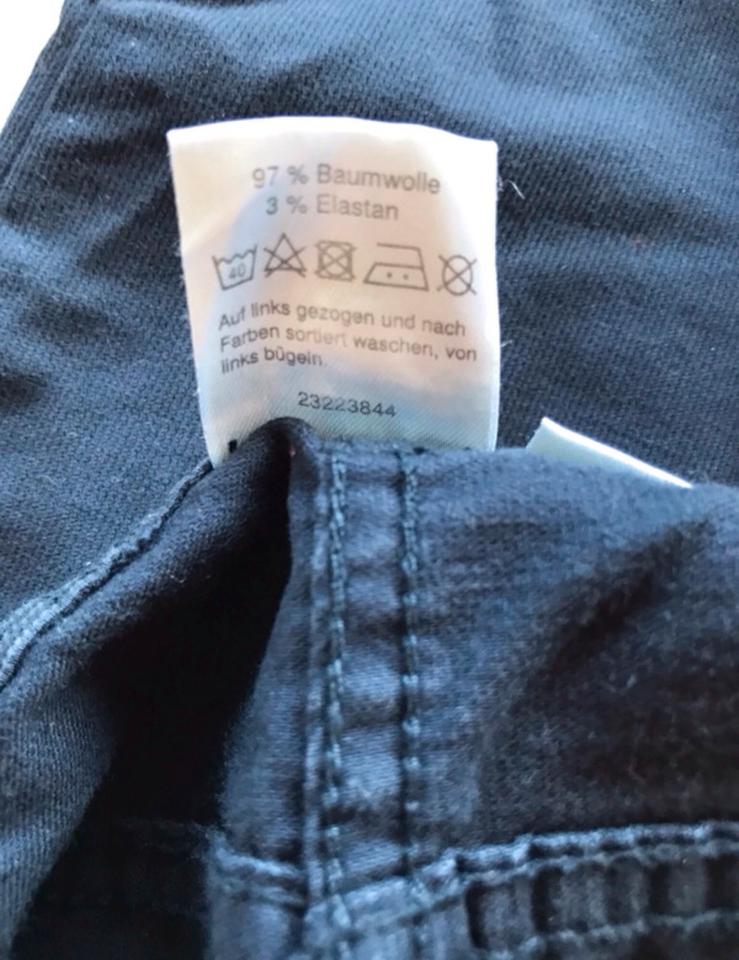 97 % Baumwolle
3 % Elastan
40
Auf links gezogen und nach
Farben sortiert waschen, von
links bügeln.
23223844